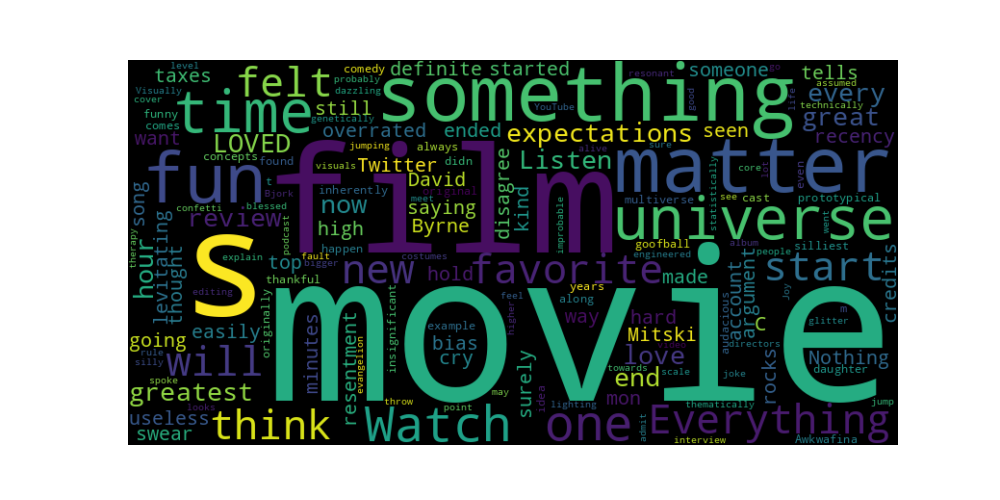 level
taxes
Visually
cover
funny
comes
want
felt
time
LOVED
concepts
found
comedy
probably
dazzling
genetically
still
overrated
jumping
definite
started
something
ended
always
Twitter
visuals
didn
YouTube
expectations
resonant
good
someone
go
seen
life
tells
assumed
every
technically
great
recency
fun
film
Listen
disagree
kind
alive
sure
matter
statistically
core
lot
even
song
Bjork
t
confetti
blessed
review
inherently
now
David
original
meet
saying
Byrne
high
improbable
multiverse
see
cast
prototypical
universe
went
silliest
levitating
thought
therapy
hour
s
explain
podcast
happen
fault
bigger
costumes
top
thankful
new
hold
favorite
goofball
engineered
made
album
people
start
credits
originally
editing
easily
going
rule
silly
will
minutes
resentment
evangelion
insignificant
movie
example
bias
cry
feel
higher
years
along
way
hard
Mitski
love
audacious
account
argument
C
directors
Joy
glitter
m
video
rocks
Nothing
daughter
joke
spoke
greatest
looks
useless
swear
think
throw
point
may
Watch
surely
idea
lighting
one
towards
scale
end
mon
admit
thematically
Everything
interview
Awkwafina
jump